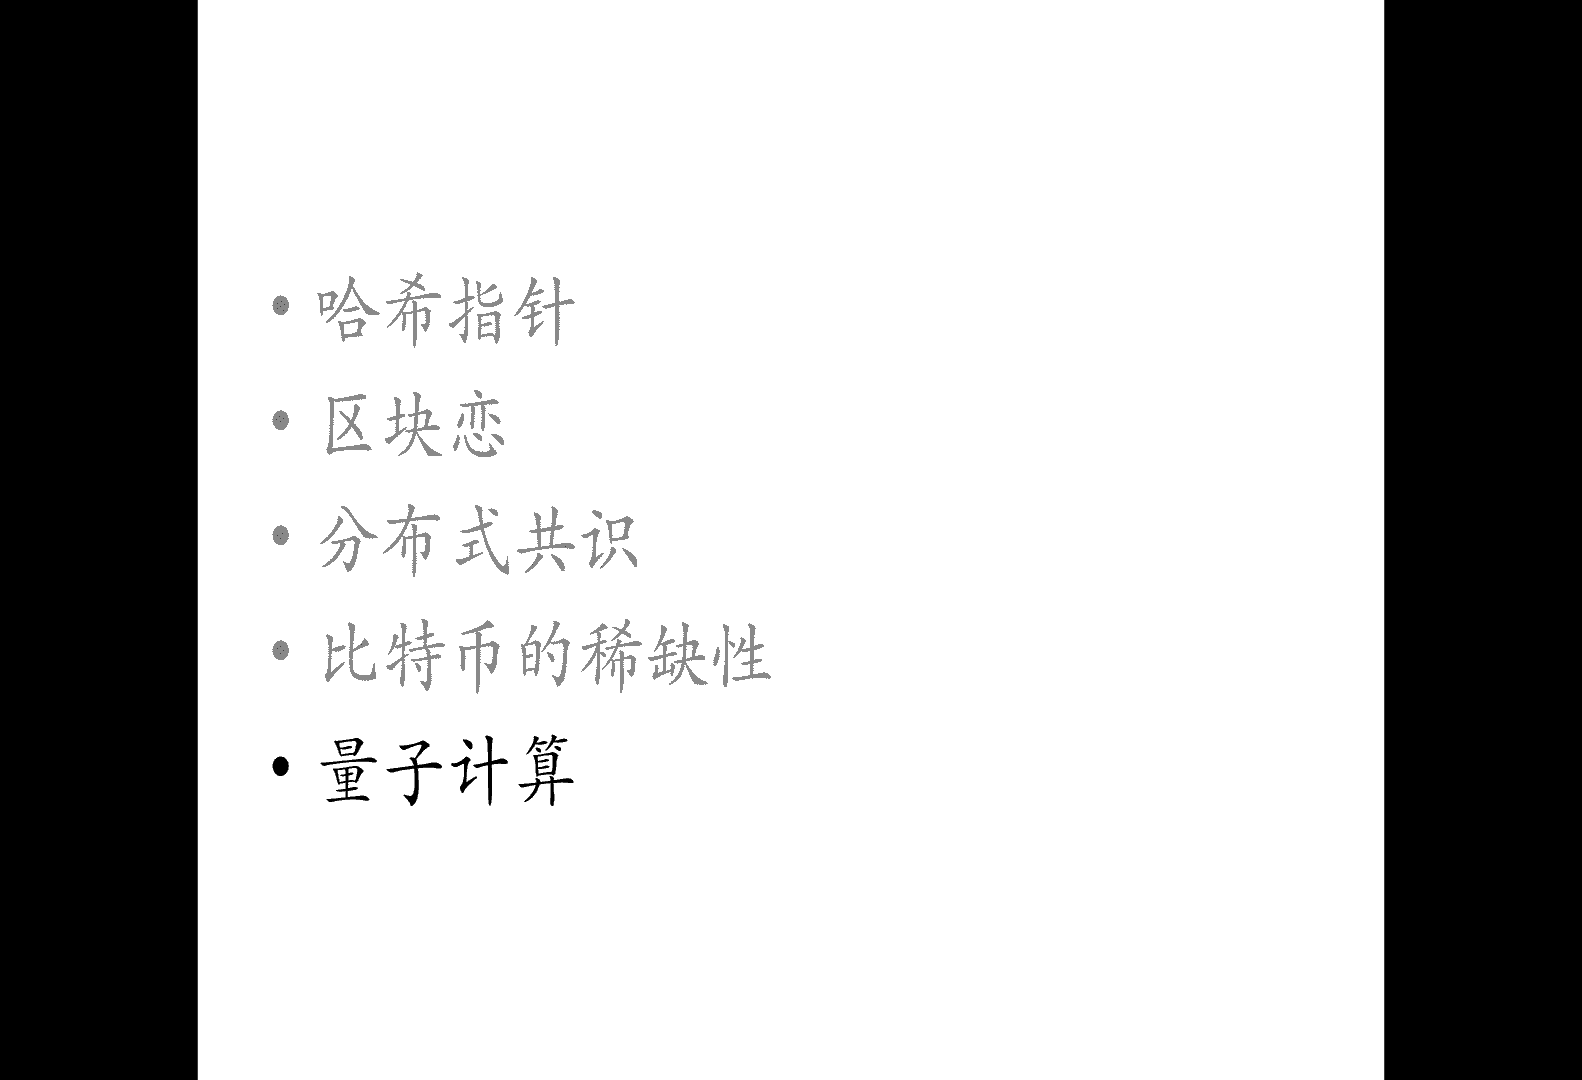 • 哈希指针
• 区块恋
• 分布式共识
• 比特币的稀缺性
• 量子计算